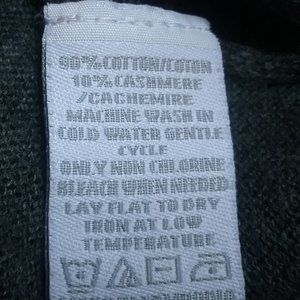 90% COTTON/COTON
10% CASHMERE
/CACHEMIRE
MACHINE WASH IN
COLD WATER GENTLE
CYCLE
ONLY NON CHLORINE
BLEACH WHEN NEEDED
LAY FLAT TO DRY
IRON AT LOW
TEMPERATURE